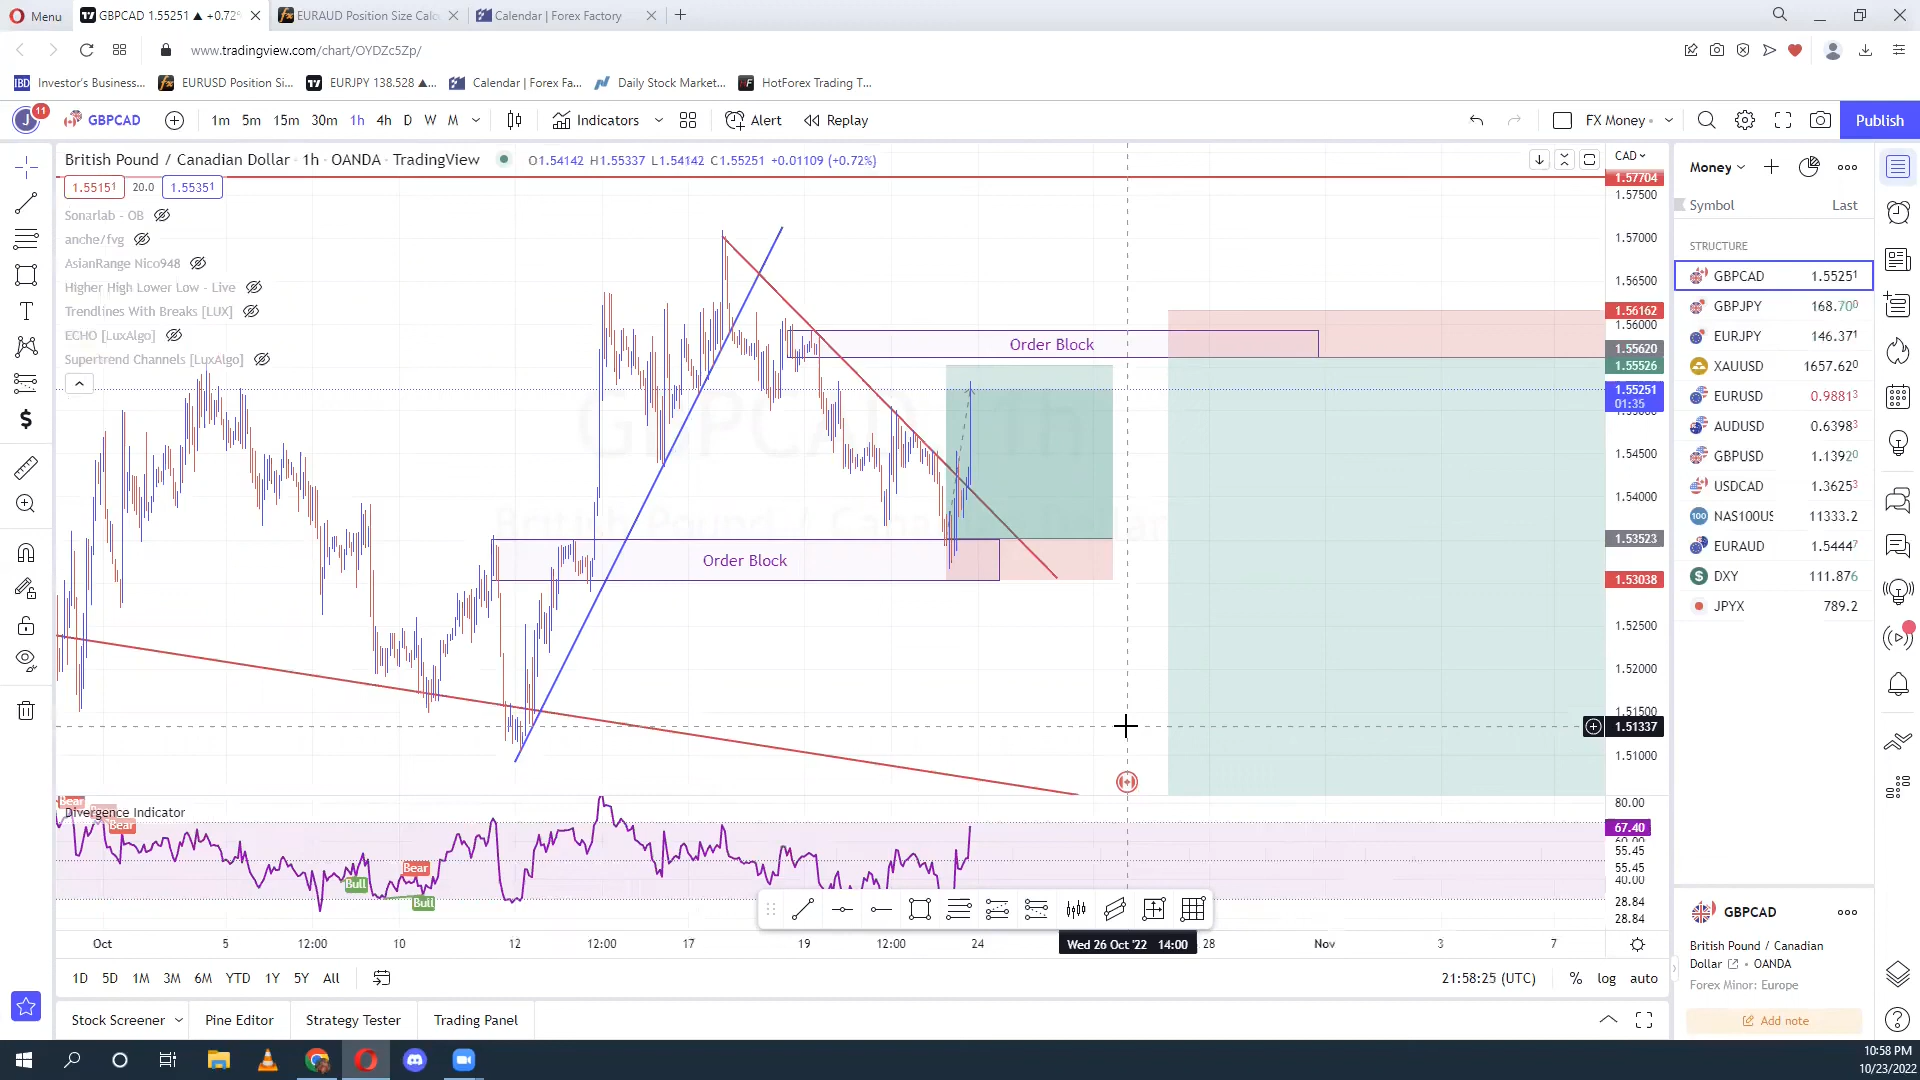 Menu
GBPCAD 1.55251 ▲ +0.72%
EURAUD Position Size Calc
Calendar | Forex Factory
www.tradingview.com/chart/OYDZc5Zp/
IBD Investor's Business...
EURUSD Position Si...
EURJPY 138.528 ▲...
Calendar | Forex Fa...
Daily Stock Market...
HotForex Trading T...
J 11 GBPCAD 1m 5m 15m 30m 1h 4h D W M Indicators Alert Replay FX Money Publish
British Pound / Canadian Dollar · 1h · OANDA · TradingView O1.54142 H1.55337 L1.54142 C1.55251 +0.01109 (+0.72%)
1.55151 20.0 1.55351
Sonarlab - OB
anche/fvg
AsianRange Nico948
Higher High Lower Low - Live
Trendlines With Breaks [LUX]
ECHO [LuxAlgo]
Supertrend Channels [LuxAlgo]
Order Block
Order Block
CAD
1.57704
1.57500
1.57000
1.56500
1.56162
1.56000
1.55620
1.55526
1.55251
01:35
1.54500
1.54000
1.53523
1.53038
1.52500
1.52000
1.51500
1.51337
1.51000
Bear
Divergence Indicator
Bear
Bull
Bear
Bull
80.00
67.40
60.00
55.45
55.45
40.00
28.84
28.84
Oct 5 12:00 10 12 12:00 17 19 12:00 24 Wed 26 Oct '22 14:00 28 Nov 3 7
1D 5D 1M 3M 6M YTD 1Y 5Y All 21:58:25 (UTC) % log auto
Stock Screener Pine Editor Strategy Tester Trading Panel
Money
Symbol Last
STRUCTURE
GBPCAD 1.55251
GBPJPY 168.700
EURJPY 146.371
XAUUSD 1657.620
EURUSD 0.98813
AUDUSD 0.63983
GBPUSD 1.13920
USDCAD 1.36253
100 NAS100US 11333.2
EURAUD 1.54447
DXY 111.876
JPYX 789.2
GBPCAD
British Pound / Canadian
Dollar • OANDA
Forex Minor: Europe
Add note
10:58 PM
10/23/2022